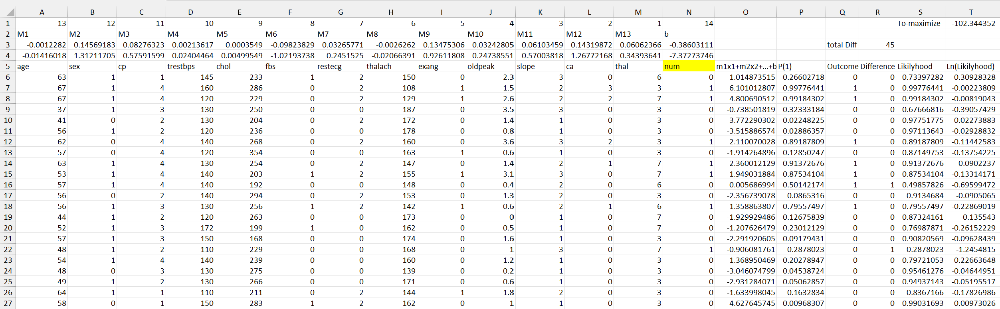 A B C D E F G H I J K L M N O P Q R S T
1 13 12 11 10 9 8 7 6 5 4 3 2 1 14 To-maximize -102.344352
2 M1 M2 M3 M4 M5 M6 M7 M8 M9 M10 M11 M12 M13 b
3 -0.0012282 0.14569183 0.08276323 0.00213617 0.0003549 -0.09823829 0.03265771 -0.0026262 0.13475306 0.03242805 0.06103459 0.14319872 0.06062366 -0.38603111 total Diff 45
4 -0.01416018 1.31211705 0.57591599 0.02404464 0.00499549 -1.02193738 0.2451525 -0.02066391 0.92611808 0.24738551 0.57003818 1.26772168 0.34393641 -7.37273746
5 age sex cp trestbps chol fbs restecg thalach exang oldpeak slope ca thal num m1x1+m2x2+...+b P(1) Outcome Difference Likilyhood Ln(Likilyhood)
6 63 1 1 145 233 1 2 150 0 2.3 3 0 6 0 -1.014873515 0.26602718 0 0 0.73397282 -0.30928328
7 67 1 4 160 286 0 2 108 1 1.5 2 3 3 1 6.101012807 0.99776441 1 0 0.99776441 -0.00223809
8 67 1 4 120 229 0 2 129 1 2.6 2 2 7 1 4.800690512 0.99184302 1 0 0.99184302 -0.00819043
9 37 1 3 130 250 0 0 187 0 3.5 3 0 3 0 -0.738501819 0.32333184 0 0 0.67666816 -0.39057429
10 41 0 2 130 204 0 2 172 0 1.4 1 0 3 0 -3.772290302 0.02248225 0 0 0.97751775 -0.02273883
11 56 1 2 120 236 0 0 178 0 0.8 1 0 3 0 -3.515886574 0.02886357 0 0 0.97113643 -0.02928832
12 62 0 4 140 268 0 2 160 0 3.6 3 2 3 1 2.110070028 0.89187809 1 0 0.89187809 -0.11442583
13 57 0 4 120 354 0 0 163 1 0.6 1 0 3 0 -1.914264896 0.12850247 0 0 0.87149753 -0.13754225
14 63 1 4 130 254 0 2 147 0 1.4 2 1 7 1 2.360012129 0.91372676 1 0 0.91372676 -0.0902237
15 53 1 4 140 203 1 2 155 1 3.1 3 0 7 1 1.949031884 0.87534104 1 0 0.87534104 -0.13314171
16 57 1 4 140 192 0 0 148 0 0.4 2 0 6 0 0.005686994 0.50142174 1 1 0.49857826 -0.69599472
17 56 0 2 140 294 0 2 153 0 1.3 2 0 3 0 -2.356739078 0.0865316 0 0 0.9134684 -0.0905065
18 56 1 3 130 256 1 2 142 1 0.6 2 1 6 1 1.358863807 0.79557497 1 0 0.79557497 -0.22869019
19 44 1 2 120 263 0 0 173 0 0 1 0 7 0 -1.929929486 0.12675839 0 0 0.87324161 -0.135543
20 52 1 3 172 199 1 0 162 0 0.5 1 0 7 0 -1.207626479 0.23012129 0 0 0.76987871 -0.26152229
21 57 1 3 150 168 0 0 174 0 1.6 1 0 3 0 -2.291920605 0.09179431 0 0 0.90820569 -0.09628439
22 48 1 2 110 229 0 0 168 0 1 3 0 7 1 -0.906081761 0.2878023 0 1 0.2878023 -1.2454815
23 54 1 4 140 239 0 0 160 0 1.2 1 0 3 0 -1.368950469 0.20278947 0 0 0.79721053 -0.22663648
24 48 0 3 130 275 0 0 139 0 0.2 1 0 3 0 -3.046074799 0.04538724 0 0 0.95461276 -0.04644951
25 49 1 2 130 266 0 0 171 0 0.6 1 0 3 0 -2.931284071 0.05062857 0 0 0.94937143 -0.05195517
26 64 1 1 110 211 0 2 144 1 1.8 2 0 3 0 -1.633998045 0.1632834 0 0 0.8367166 -0.17826986
27 58 0 1 150 283 1 2 162 0 1 1 0 3 0 -4.627645745 0.00968307 0 0 0.99031693 -0.00973026